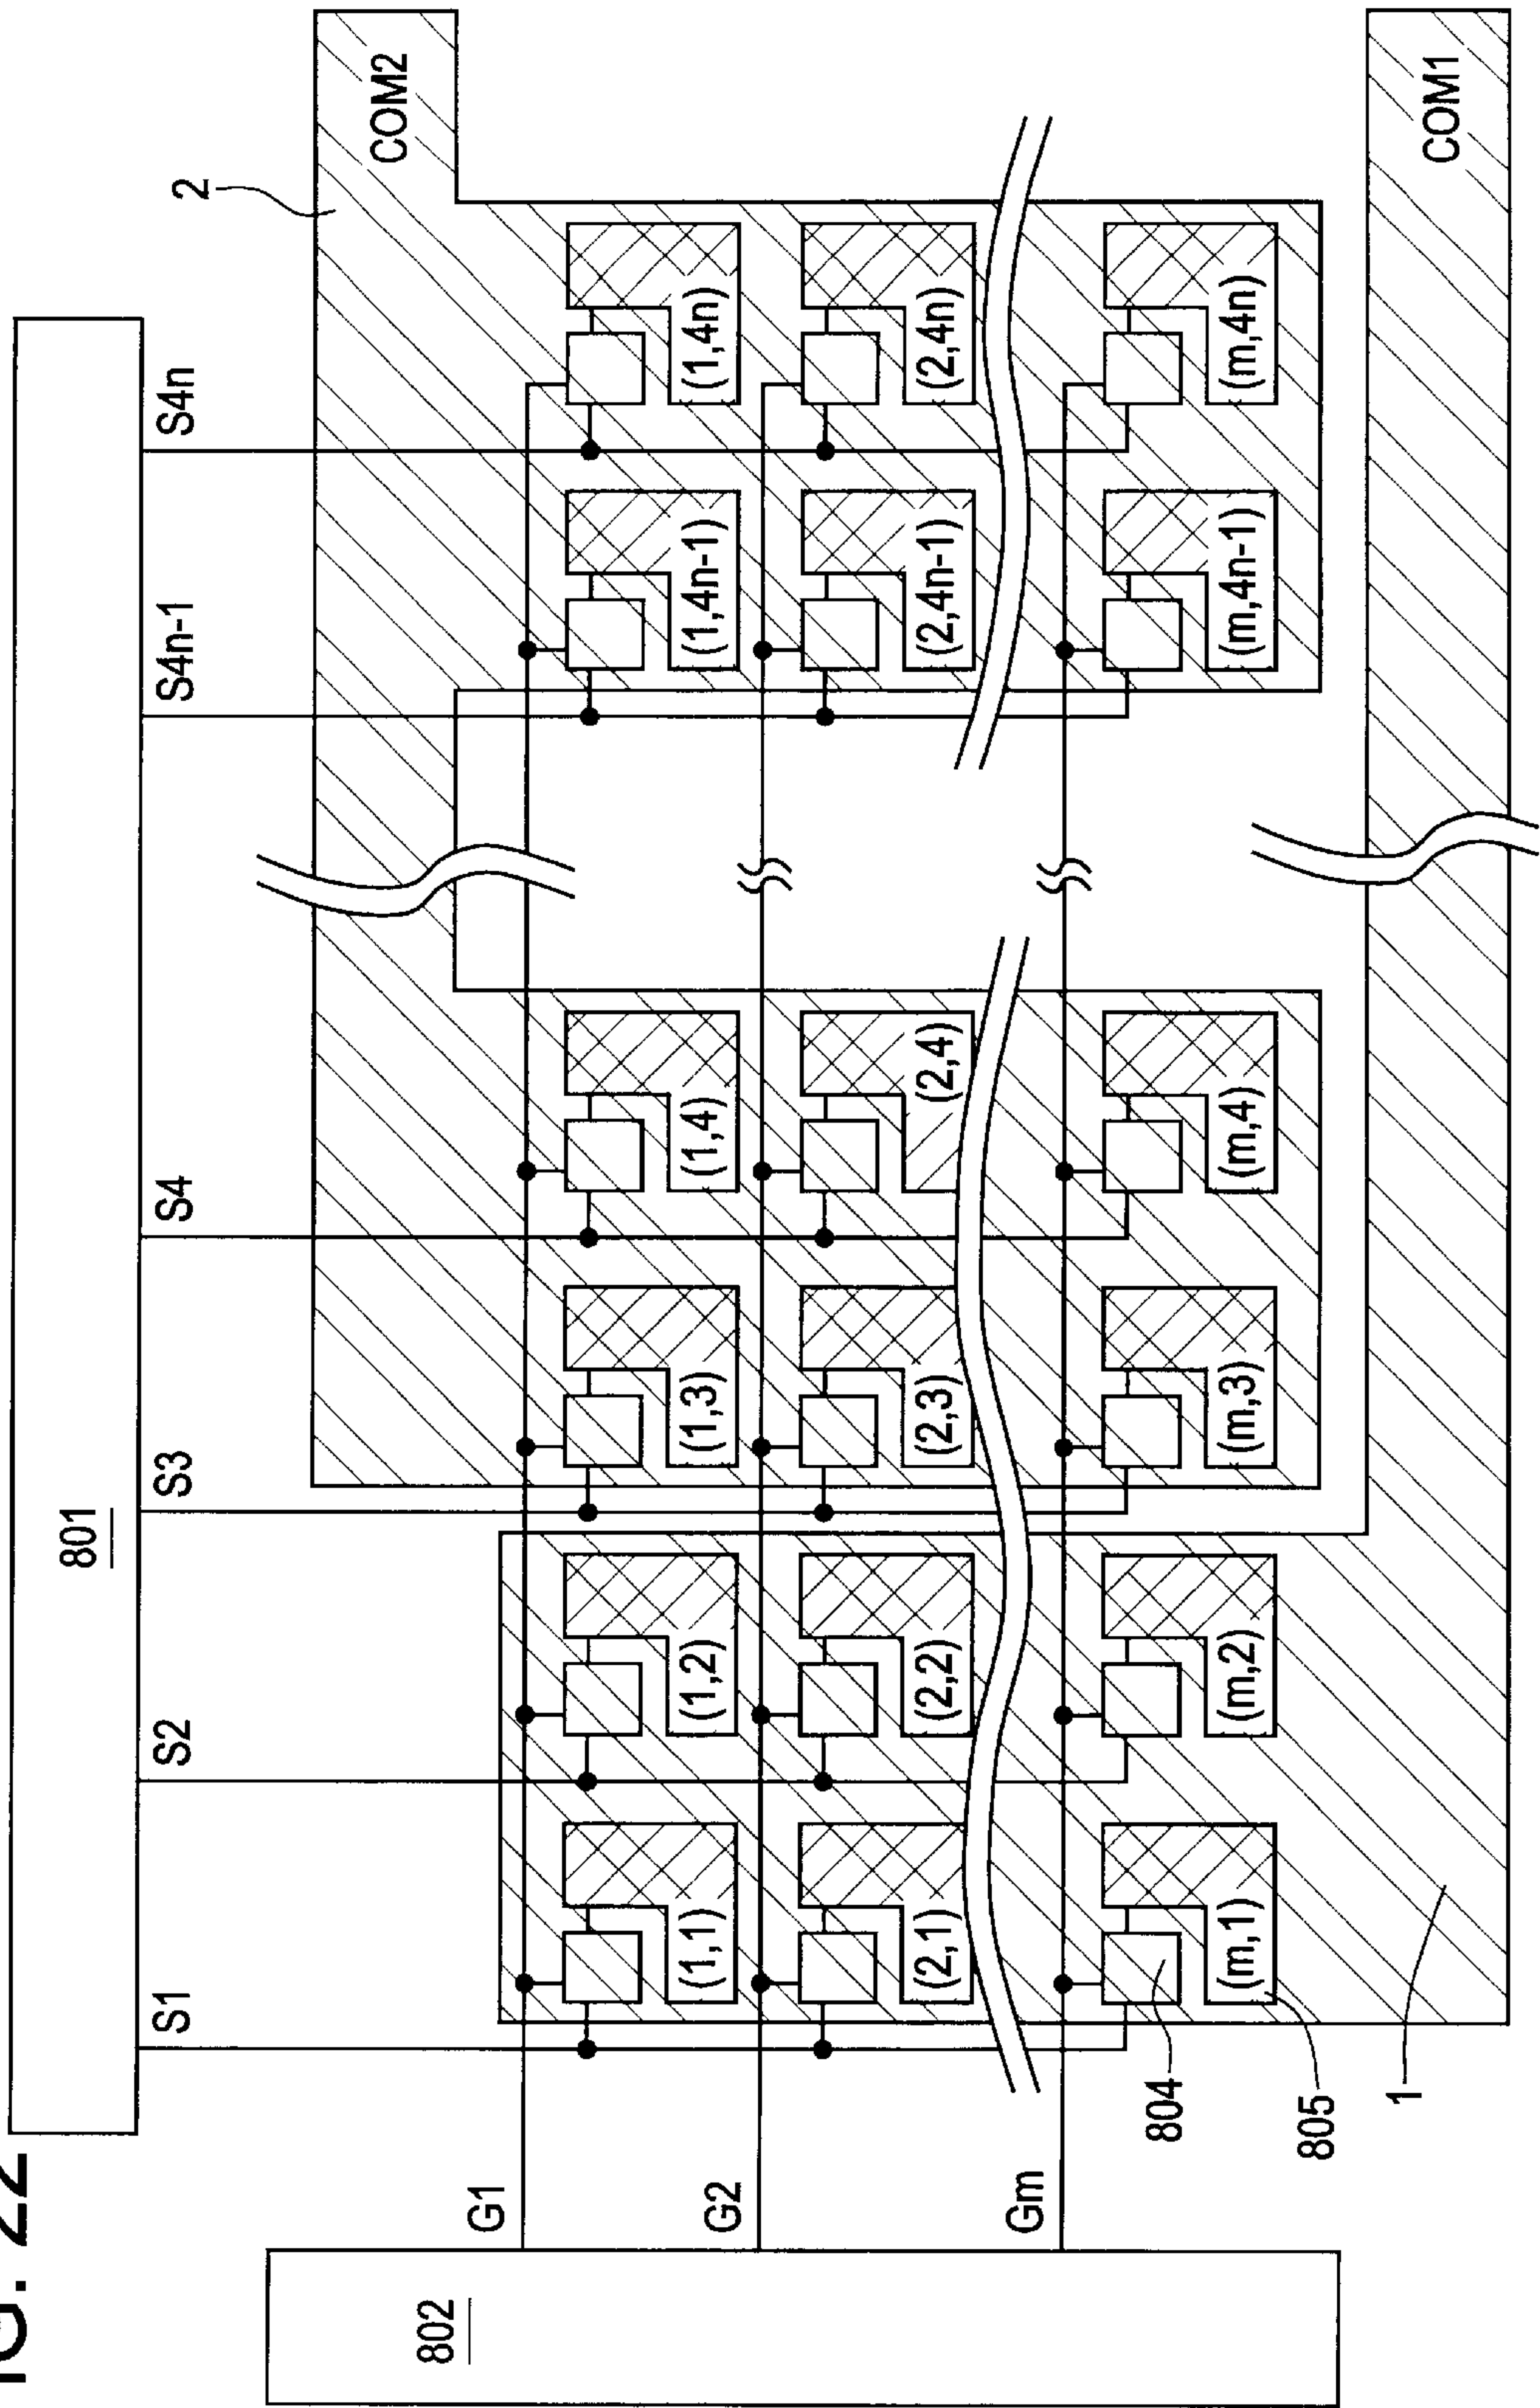 FIG. 22
801
S1
S2
S3
S4
S4n-1
S4n
2
COM2
802
G1
(1,1)
(1,2)
(1,3)
(1,4)
(1,4n-1)
(1,4n)
G2
(2,1)
(2,2)
(2,3)
(2,4)
(2,4n-1)
(2,4n)
Gm
(m,1)
(m,2)
(m,3)
(m,4)
(m,4n-1)
(m,4n)
804
805
1
COM1